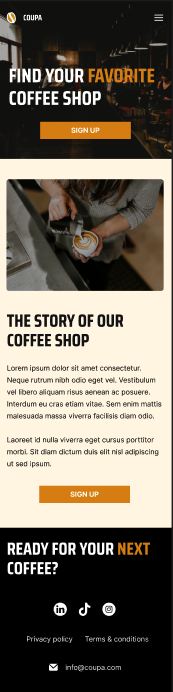 COUPA
FIND YOUR FAVORITE
COFFEE SHOP
SIGN UP
THE STORY OF OUR
COFFEE SHOP
Lorem ipsum dolor sit amet consectetur.
Neque rutrum nibh odio eget vel. Vestibulum
vel libero aliquam risus aenean ac posuere.
Interdum eu cras etiam vitae. Sem enim mattis
malesuada massa viverra facilisis diam odio.
Laoreet id nulla viverra eget cursus porttitor
morbi. Sit diam dictum duis elit nisl adipiscing
ut sed ipsum.
SIGN UP
READY FOR YOUR NEXT
COFFEE?
Privacy policy Terms & conditions
info@coupa.com